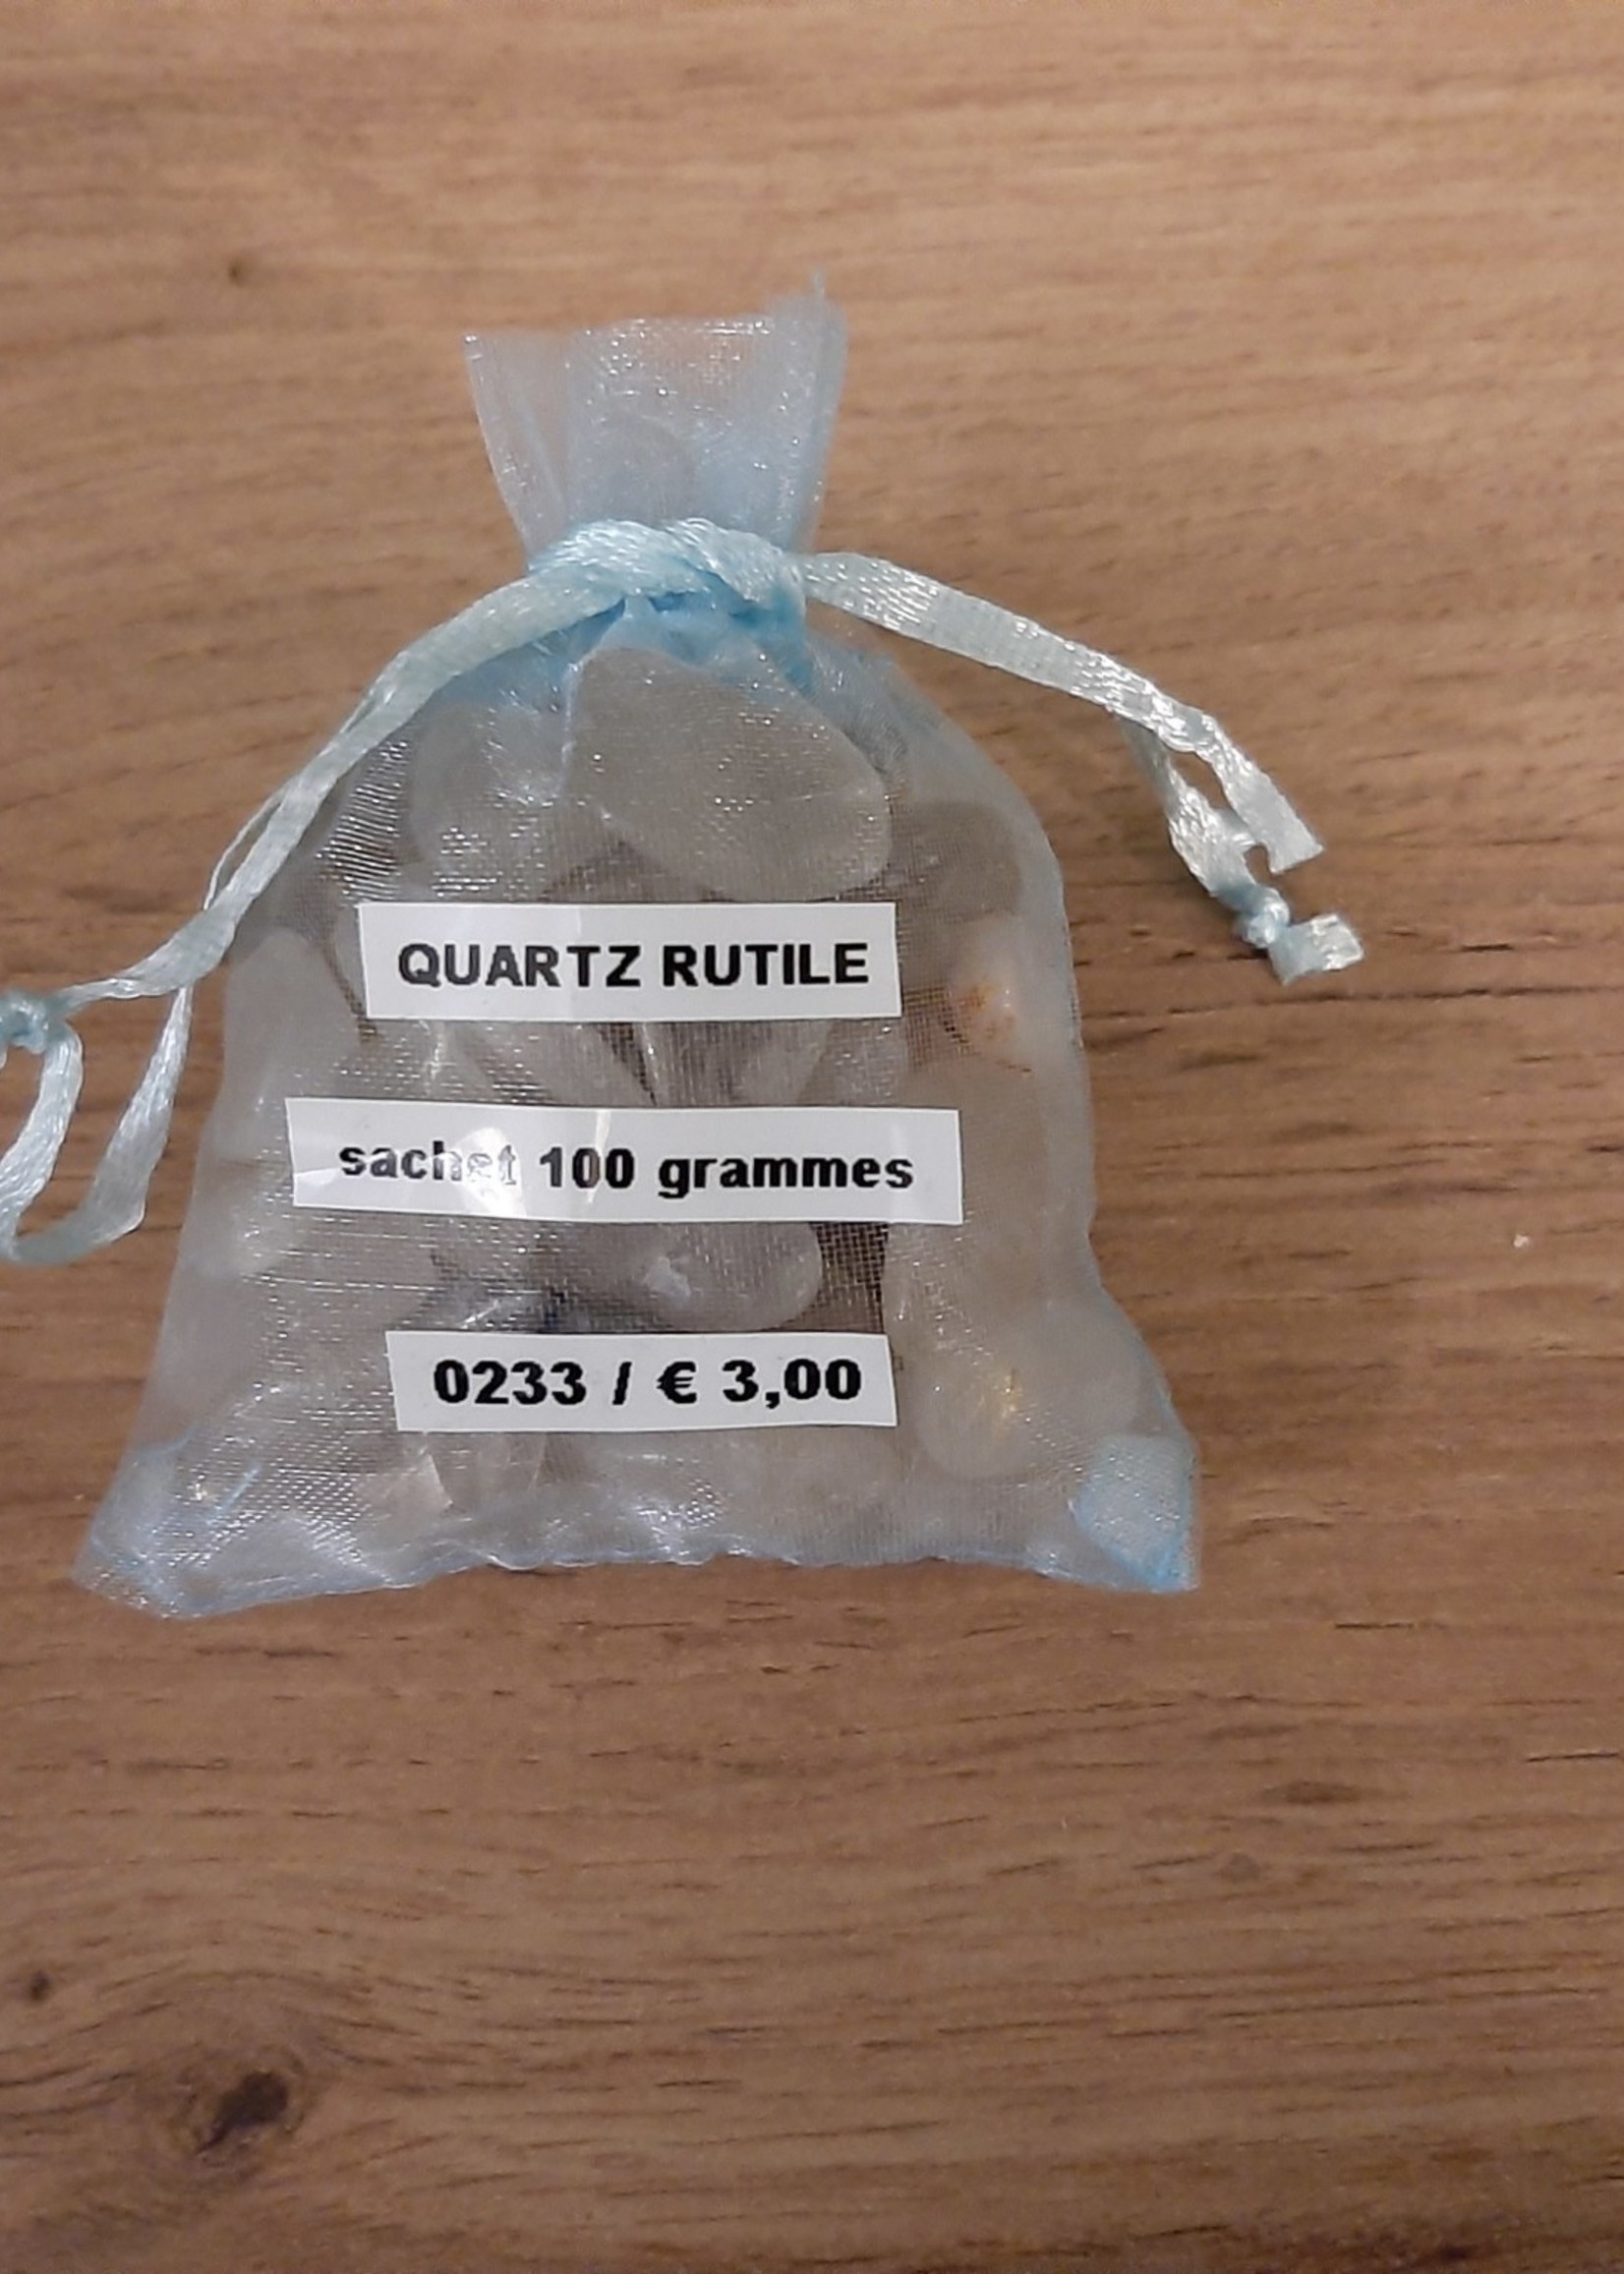 QUARTZ RUTILE
sachet 100 grammes
0233 / € 3,00